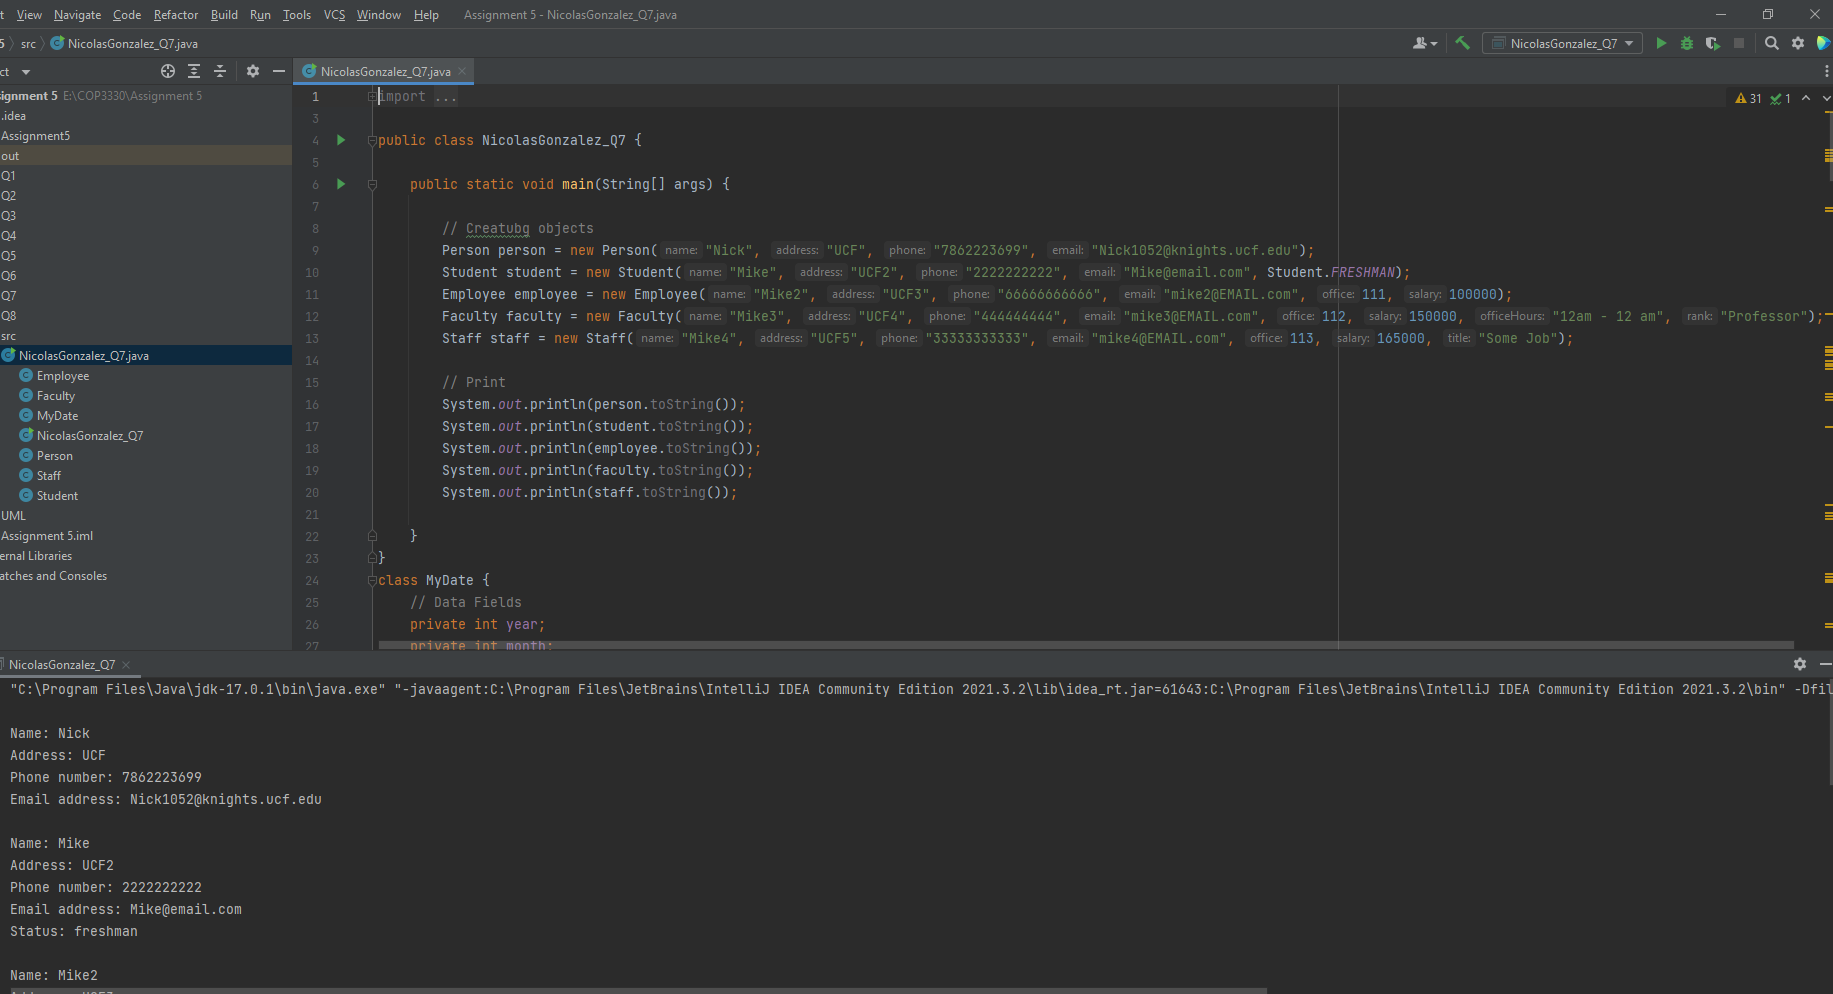 t View Navigate Code Refactor Build Run Tools VCS Window Help Assignment 5 - NicolasGonzalez_Q7.java
5 src NicolasGonzalez_Q7.java NicolasGonzalez_Q7
ct NicolasGonzalez_Q7.java
signment 5 E:\COP3330\Assignment 5
.idea
Assignment5
out
Q1
Q2
Q3
Q4
Q5
Q6
Q7
Q8
src
NicolasGonzalez_Q7.java
Employee
Faculty
MyDate
NicolasGonzalez_Q7
Person
Staff
Student
UML
Assignment 5.iml
ernal Libraries
atches and Consoles
31 1
1 import ...
3
4 public class NicolasGonzalez_Q7 {
5
6 public static void main(String[] args) {
7
8 // Creatubg objects
9 Person person = new Person( name: "Nick", address: "UCF", phone: "7862223699", email: "Nick1052@knights.ucf.edu");
10 Student student = new Student( name: "Mike", address: "UCF2", phone: "2222222222", email: "Mike@email.com", Student.FRESHMAN);
11 Employee employee = new Employee( name: "Mike2", address: "UCF3", phone: "66666666666", email: "mike2@EMAIL.com", office: 111, salary: 100000);
12 Faculty faculty = new Faculty( name: "Mike3", address: "UCF4", phone: "444444444", email: "mike3@EMAIL.com", office: 112, salary: 150000, officeHours: "12am - 12 am", rank: "Professor");
13 Staff staff = new Staff( name: "Mike4", address: "UCF5", phone: "33333333333", email: "mike4@EMAIL.com", office: 113, salary: 165000, title: "Some Job");
14
15 // Print
16 System.out.println(person.toString());
17 System.out.println(student.toString());
18 System.out.println(employee.toString());
19 System.out.println(faculty.toString());
20 System.out.println(staff.toString());
21
22 }
23 }
24 class MyDate {
25 // Data Fields
26 private int year;
27 private int month;
NicolasGonzalez_Q7
"C:\Program Files\Java\jdk-17.0.1\bin\java.exe" "-javaagent:C:\Program Files\JetBrains\IntelliJ IDEA Community Edition 2021.3.2\lib\idea_rt.jar=61643:C:\Program Files\JetBrains\IntelliJ IDEA Community Edition 2021.3.2\bin" -Dfil
Name: Nick
Address: UCF
Phone number: 7862223699
Email address: Nick1052@knights.ucf.edu
Name: Mike
Address: UCF2
Phone number: 2222222222
Email address: Mike@email.com
Status: freshman
Name: Mike2